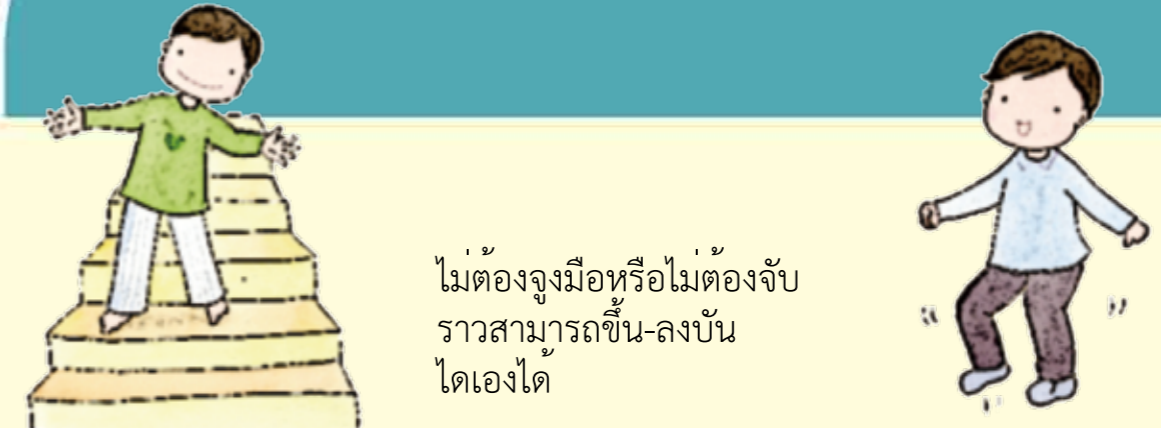 ไม่ต้องจูงมือหรือไม่ต้องจับ
ราวสามารถขึ้น-ลงบัน
ไดเองได้